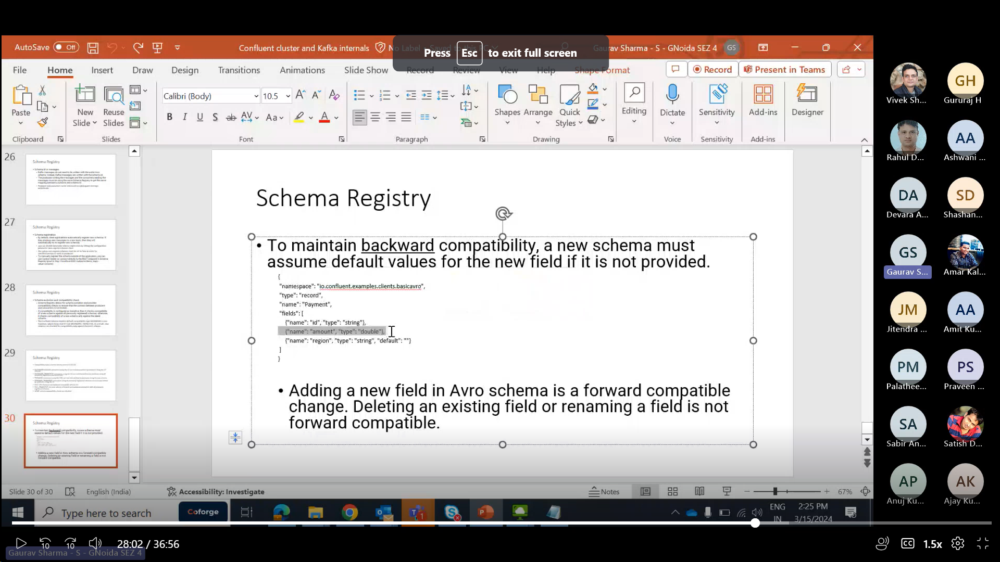 AutoSave Off
Confluent cluster and Kafka internals
Gaurav Sharma - S - GNoida SEZ 4 GS
Press Esc to exit full screen
File Home Insert Draw Design Transitions Animations Slide Show Record Review View Help Shape Format
Record Present in Teams
Calibri (Body) 10.5
Paste New Slide Reuse Slides
Shapes Arrange Quick Styles Editing Dictate Sensitivity Add-ins Designer
Clipboard Slides Font Paragraph Drawing Voice Sensitivity Add-ins
26
Schema Registry
27
Schema Registry
28
Schema Registry
29
Schema Registry
30
Schema Registry
Schema Registry
• To maintain backward compatibility, a new schema must
assume default values for the new field if it is not provided.
{
"namespace": "io.confluent.examples.clients.basicavro",
"type": "record",
"name": "Payment",
"fields": [
{"name": "id", "type": "string"},
{"name": "amount", "type": "double"},
{"name": "region", "type": "string", "default": ""}
]
}
• Adding a new field in Avro schema is a forward compatible
change. Deleting an existing field or renaming a field is not
forward compatible.
Slide 30 of 30 English (India) Accessibility: Investigate Notes 67%
Type here to search Coforge
ENG
IN
2:25 PM
3/15/2024
28:02 / 36:56
1.5x
Gaurav Sharma - S - GNoida SEZ 4
Vivek Sh...
GH
Gururaj H
Rahul D...
AA
Ashwani ...
DA
Devara A...
SD
Shashan...
GS
Gaurav S...
Amar Kal...
JM
Jitendra ...
AA
Amit Ku...
PM
Palathee...
PS
Praveen ...
SA
Sabir An...
Satish D...
AP
Anuj Ku...
AK
Ajay Ku...